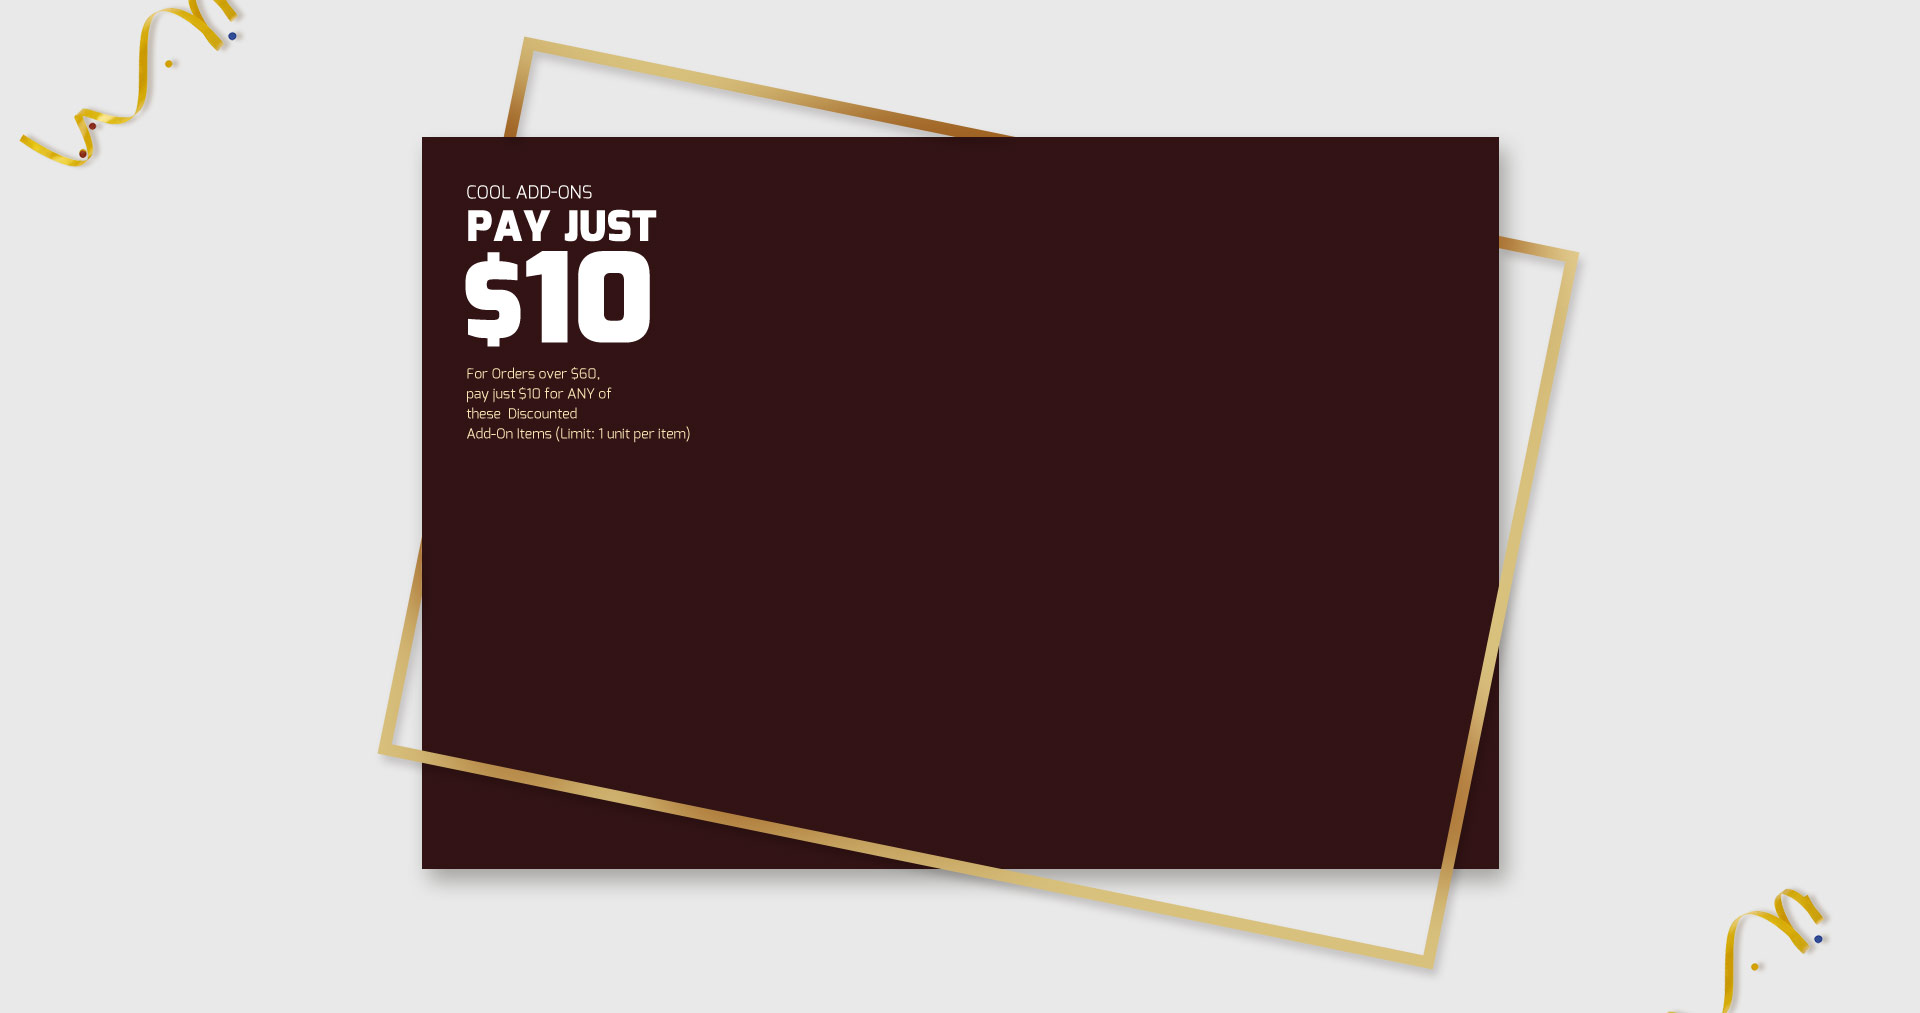 COOL ADD-ONS
PAY JUST
$10
For Orders over $60,
pay just $10 for ANY of
these  Discounted
Add-On Items (Limit: 1 unit per item)